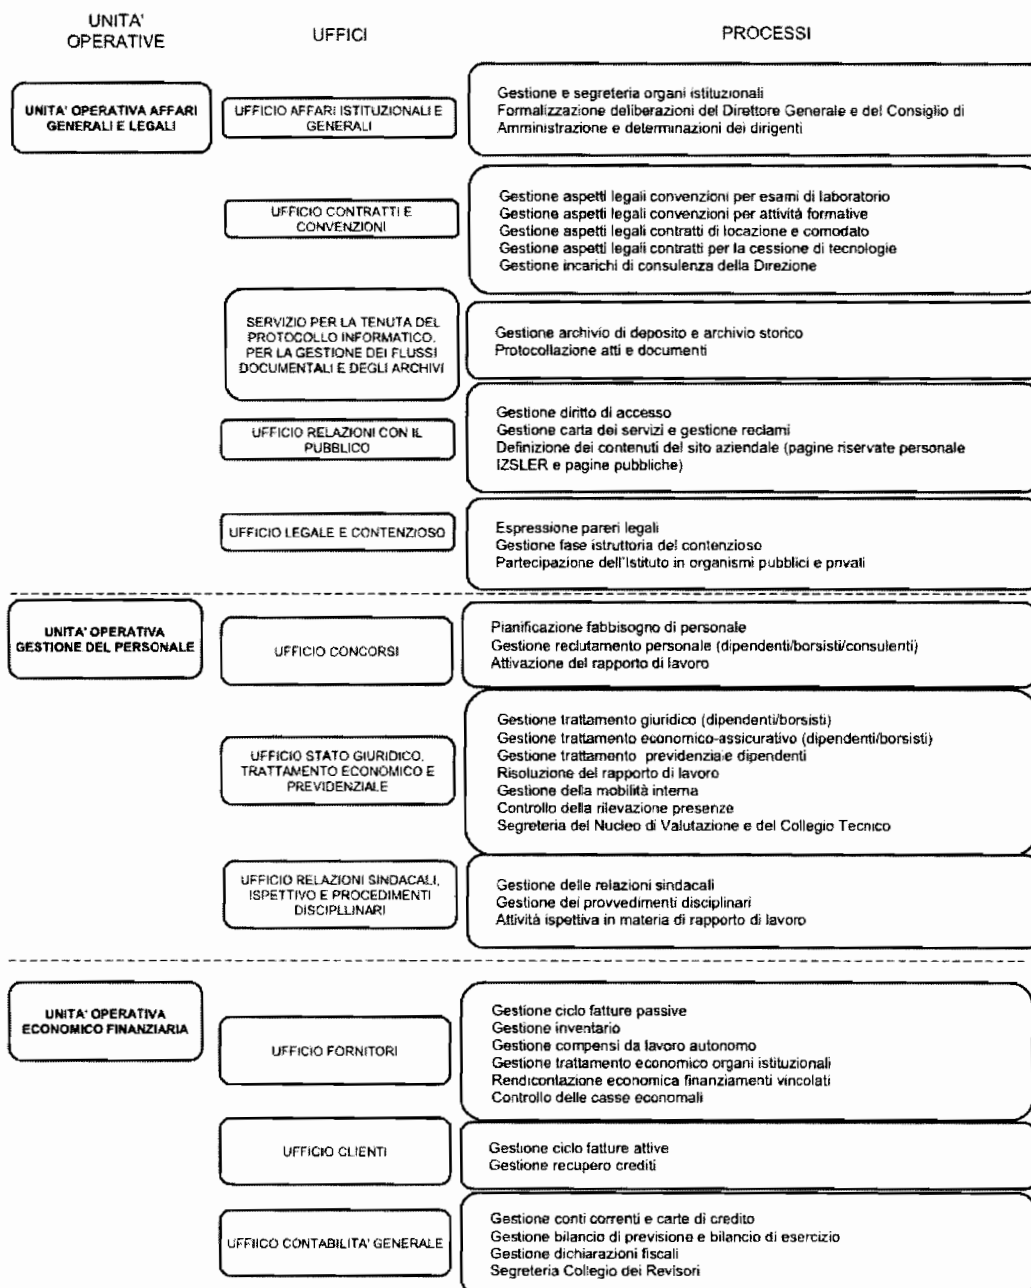 UNITA'
OPERATIVE
UFFICI
PROCESSI
UNITA' OPERATIVA AFFARI
GENERALI E LEGALI
UFFICIO AFFARI ISTITUZIONALI E
GENERALI
Gestione e segreteria organi istituzionali
Formalizzazione deliberazioni del Direttore Generale e del Consiglio di
Amministrazione e determinazioni dei dirigenti
UFFICIO CONTRATTI E
CONVENZIONI
Gestione aspetti legali convenzioni per esami di laboratorio
Gestione aspetti legali convenzioni per attività formative
Gestione aspetti legali contratti di locazione e comodato
Gestione aspetti legali contratti per la cessione di tecnologie
Gestione incarichi di consulenza della Direzione
SERVIZIO PER LA TENUTA DEL
PROTOCOLLO INFORMATICO,
PER LA GESTIONE DEI FLUSSI
DOCUMENTALI E DEGLI ARCHIVI
Gestione archivio di deposito e archivio storico
Protocollazione atti e documenti
UFFICIO RELAZIONI CON IL
PUBBLICO
Gestione diritto di accesso
Gestione carta dei servizi e gestione reclami
Definizione dei contenuti del sito aziendale (pagine riservate personale
IZSLER e pagine pubbliche)
UFFICIO LEGALE E CONTENZIOSO
Espressione pareri legali
Gestione fase istruttoria del contenzioso
Partecipazione dell'Istituto in organismi pubblici e privati
UNITA' OPERATIVA
GESTIONE DEL PERSONALE
UFFICIO CONCORSI
Pianificazione fabbisogno di personale
Gestione reclutamento personale (dipendenti/borsisti/consulenti)
Attivazione del rapporto di lavoro
UFFICIO STATO GIURIDICO,
TRATTAMENTO ECONOMICO E
PREVIDENZIALE
Gestione trattamento giuridico (dipendenti/borsisti)
Gestione trattamento economico-assicurativo (dipendenti/borsisti)
Gestione trattamento previdenziale dipendenti
Risoluzione del rapporto di lavoro
Gestione della mobilità interna
Controllo della rilevazione presenze
Segreteria del Nucleo di Valutazione e del Collegio Tecnico
UFFICIO RELAZIONI SINDACALI,
ISPETTIVO E PROCEDIMENTI
DISCIPLINARI
Gestione delle relazioni sindacali
Gestione dei provvedimenti disciplinari
Attività ispettiva in materia di rapporto di lavoro
UNITA' OPERATIVA
ECONOMICO FINANZIARIA
UFFICIO FORNITORI
Gestione ciclo fatture passive
Gestione inventario
Gestione compensi da lavoro autonomo
Gestione trattamento economico organi istituzionali
Rendicontazione economica finanziamenti vincolati
Controllo delle casse economali
UFFICIO CLIENTI
Gestione ciclo fatture attive
Gestione recupero crediti
UFFIICO CONTABILITA' GENERALE
Gestione conti correnti e carte di credito
Gestione bilancio di previsione e bilancio di esercizio
Gestione dichiarazioni fiscali
Segreteria Collegio dei Revisori